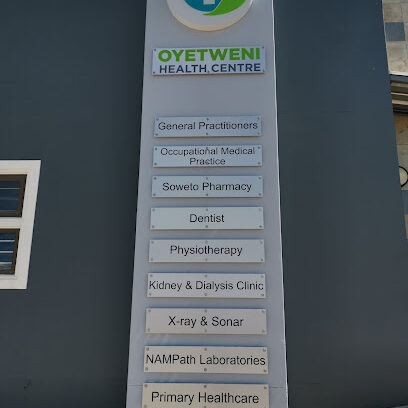 OYETWENI
HEALTH CENTRE
General Practitioners
Occupational Medical
Practice
Soweto Pharmacy
Dentist
Physiotherapy
Kidney & Dialysis Clinic
X-ray & Sonar
NAMPath Laboratories
Primary Healthcare